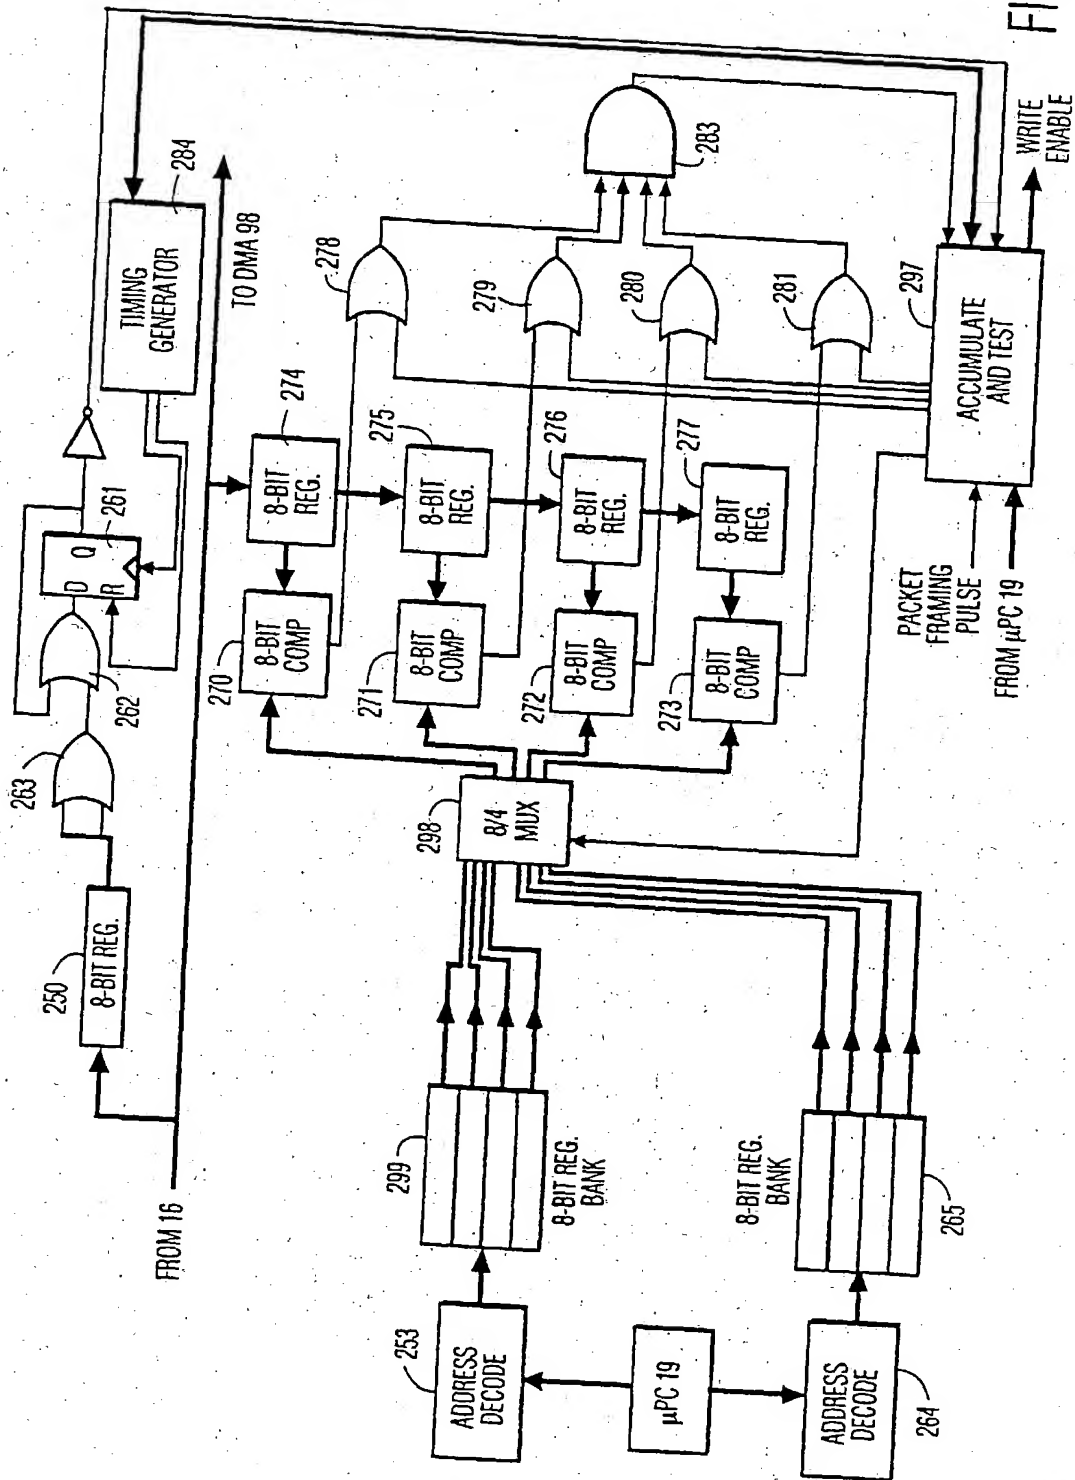 FROM 16
250
8-BIT REG.
263
262
D
Q
R
261
TIMING
GENERATOR
284
TO DMA 98
274
8-BIT
REG.
275
8-BIT
REG.
276
8-BIT
REG.
277
8-BIT
REG.
270
8-BIT
COMP
271
8-BIT
COMP
272
8-BIT
COMP
273
8-BIT
COMP
278
279
280
281
283
298
8/4
MUX
299
8-BIT REG.
BANK
8-BIT REG.
BANK
265
253
ADDRESS
DECODE
µPC 19
ADDRESS
DECODE
264
PACKET
FRAMING
PULSE
FROM µPC 19
297
ACCUMULATE
AND TEST
WRITE
ENABLE
FI